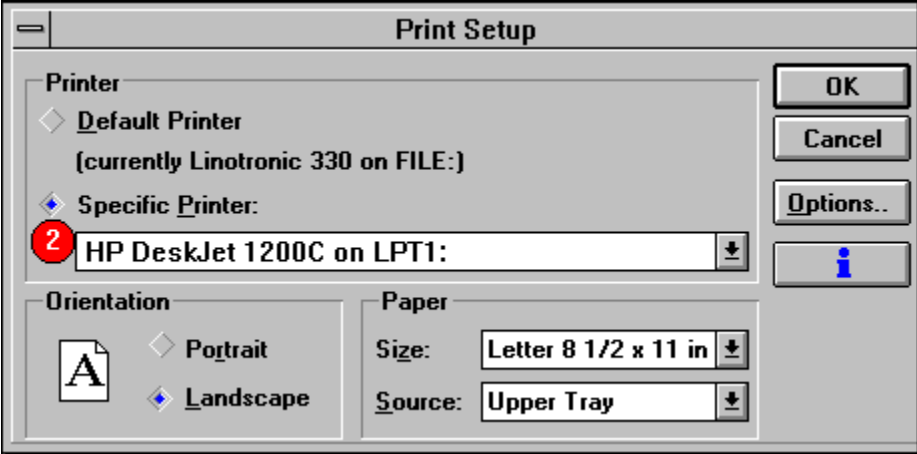 Print Setup
Printer
Default Printer
(currently Linotronic 330 on FILE:)
Specific Printer:
2
HP DeskJet 1200C on LPT1:
OK
Cancel
Options..
i
Orientation
A
Portrait
Landscape
Paper
Size: Letter 8 1/2 x 11 in
Source: Upper Tray